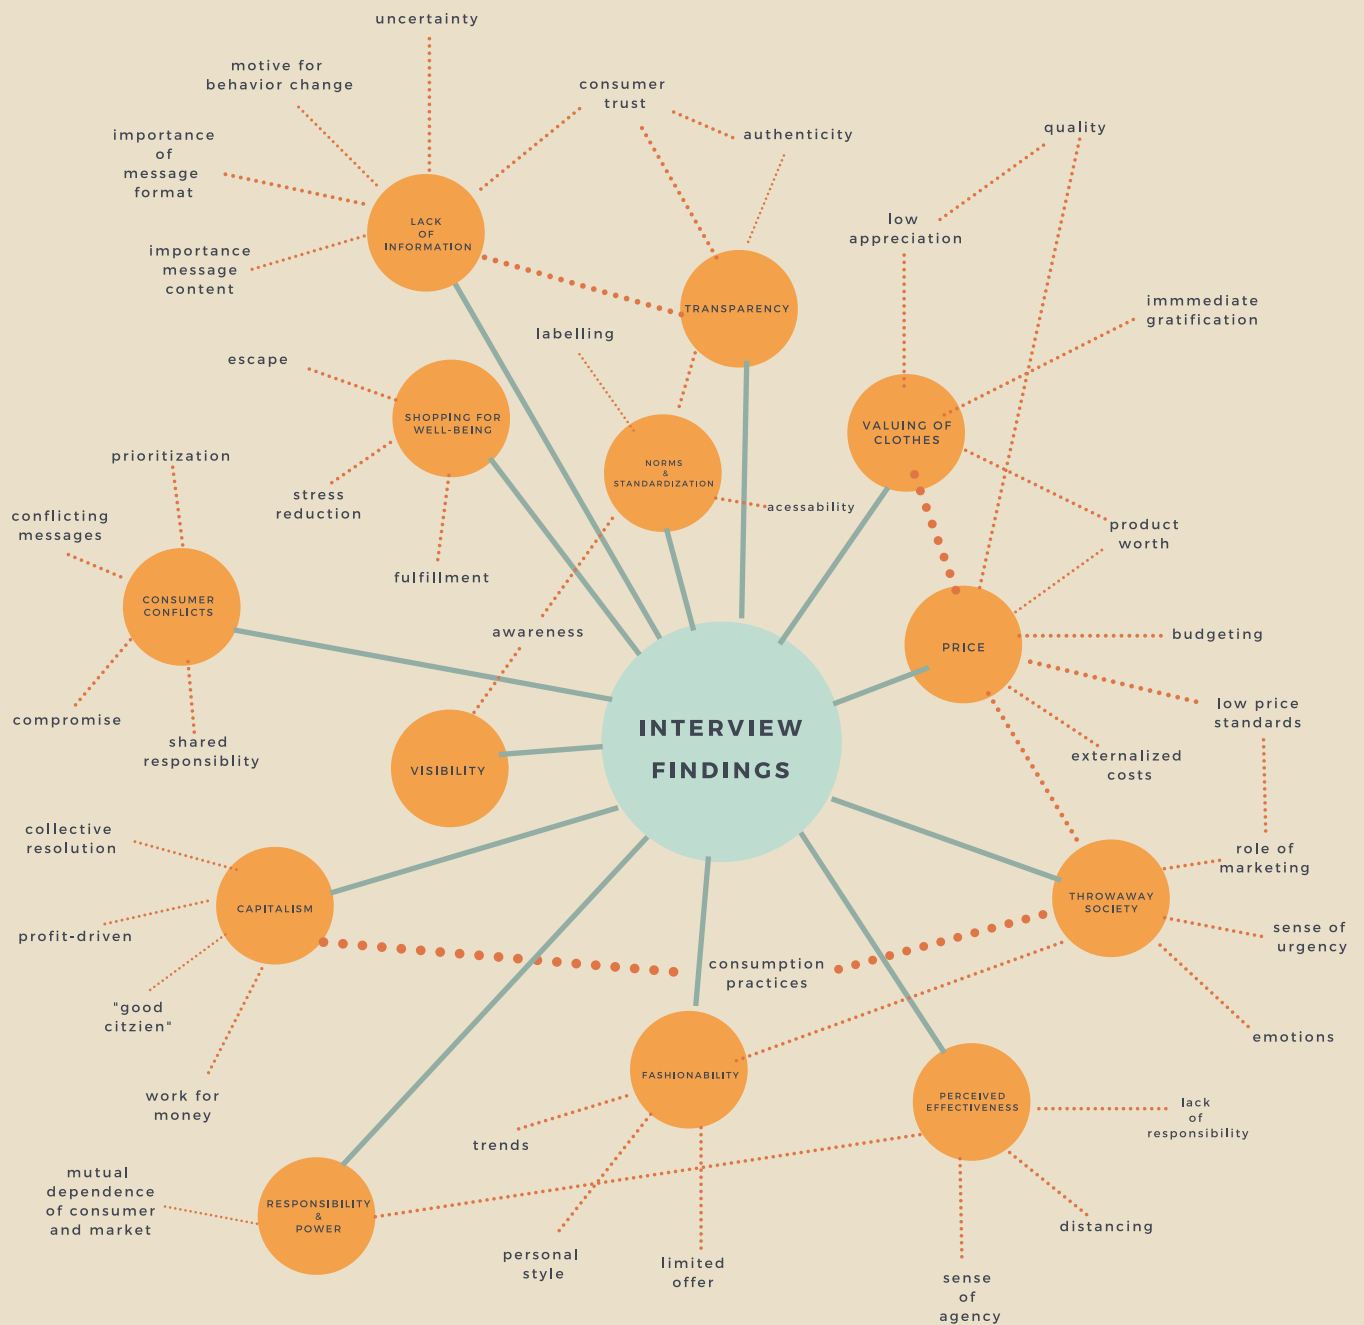 uncertainty
motive for
behavior change
consumer
trust
importance
of
message
format
authenticity
quality
LACK
OF
INFORMATION
low
appreciation
importance
message
content
TRANSPARENCY
immmediate
gratification
labelling
escape
SHOPPING FOR
WELL-BEING
VALUING OF
CLOTHES
prioritization
NORMS
&
STANDARDIZATION
stress
reduction
acessability
conflicting
messages
product
worth
fulfillment
CONSUMER
CONFLICTS
awareness
budgeting
PRICE
low price
standards
compromise
shared
responsiblity
INTERVIEW
FINDINGS
externalized
costs
VISIBILITY
collective
resolution
role of
marketing
CAPITALISM
THROWAWAY
SOCIETY
profit-driven
sense of
urgency
consumption
practices
"good
citzien"
emotions
FASHIONABILITY
work for
money
PERCEIVED
EFFECTIVENESS
lack
of
responsibility
trends
mutual
dependence
of consumer
and market
RESPONSIBILITY
&
POWER
distancing
personal
style
limited
offer
sense
of
agency